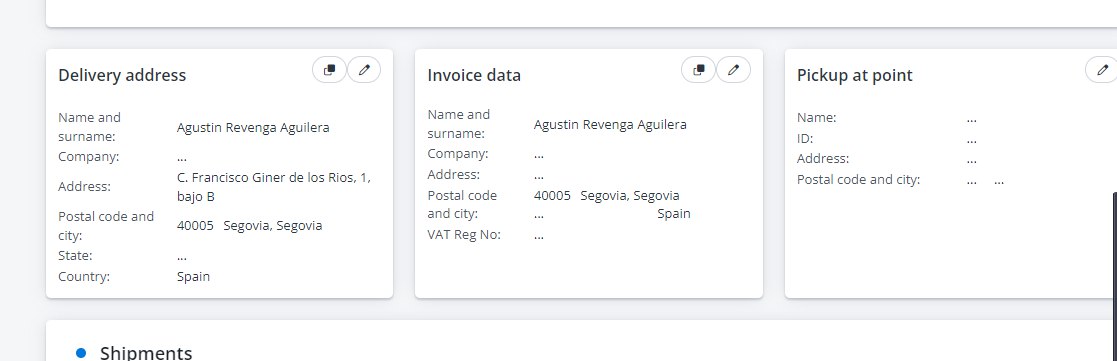 Delivery address
Name and
surname:
Agustin Revenga Aguilera
Company:
...
Address:
C. Francisco Giner de los Rios, 1,
bajo B
Postal code and
city:
40005 Segovia, Segovia
State:
...
Country:
Spain
Invoice data
Name and
surname:
Agustin Revenga Aguilera
Company:
...
Address:
...
Postal code
and city:
40005 Segovia, Segovia
... Spain
VAT Reg No:
...
Pickup at point
Name:
...
ID:
...
Address:
...
Postal code and city:
... ...
Shipments